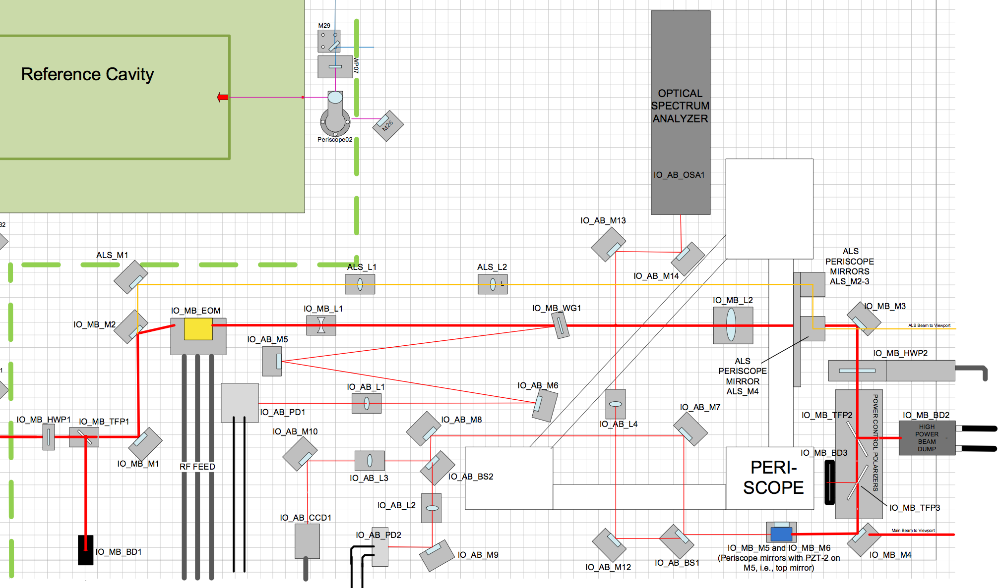 M29
WP07
Reference Cavity
M26
Periscope02
OPTICAL
SPECTRUM
ANALYZER
IO_AB_OSA1
32
IO_AB_M13
ALS_M1
ALS_L1
ALS_L2
L
IO_AB_M14
ALS
PERISCOPE
MIRRORS
ALS_M2-3
IO_MB_M2
IO_MB_EOM
IO_MB_L1
IO_MB_WG1
IO_MB_L2
IO_MB_M3
ALS Beam to Viewport
IO_AB_M5
IO_MB_HWP2
ALS
PERISCOPE
MIRROR
ALS_M4
1
IO_AB_L1
IO_AB_M6
IO_AB_PD1
IO_AB_M7
IO_MB_HWP1
IO_MB_TFP1
IO_AB_M8
IO_AB_L4
IO_MB_TFP2
POWER CONTROL POLARIZERS
IO_MB_BD2
HIGH
POWER
BEAM
DUMP
IO_AB_M10
IO_MB_M1
RF FEED
IO_AB_L3
IO_AB_BS2
IO_MB_BD3
PERI-
SCOPE
IO_AB_L2
IO_MB_TFP3
IO_AB_CCD1
IO_AB_PD2
Main Beam to Viewport
IO_MB_BD1
IO_AB_M9
IO_AB_M12
IO_AB_BS1
IO_MB_M5 and IO_MB_M6
(Periscope mirrors with PZT-2 on
M5, i.e., top mirror)
IO_MB_M4